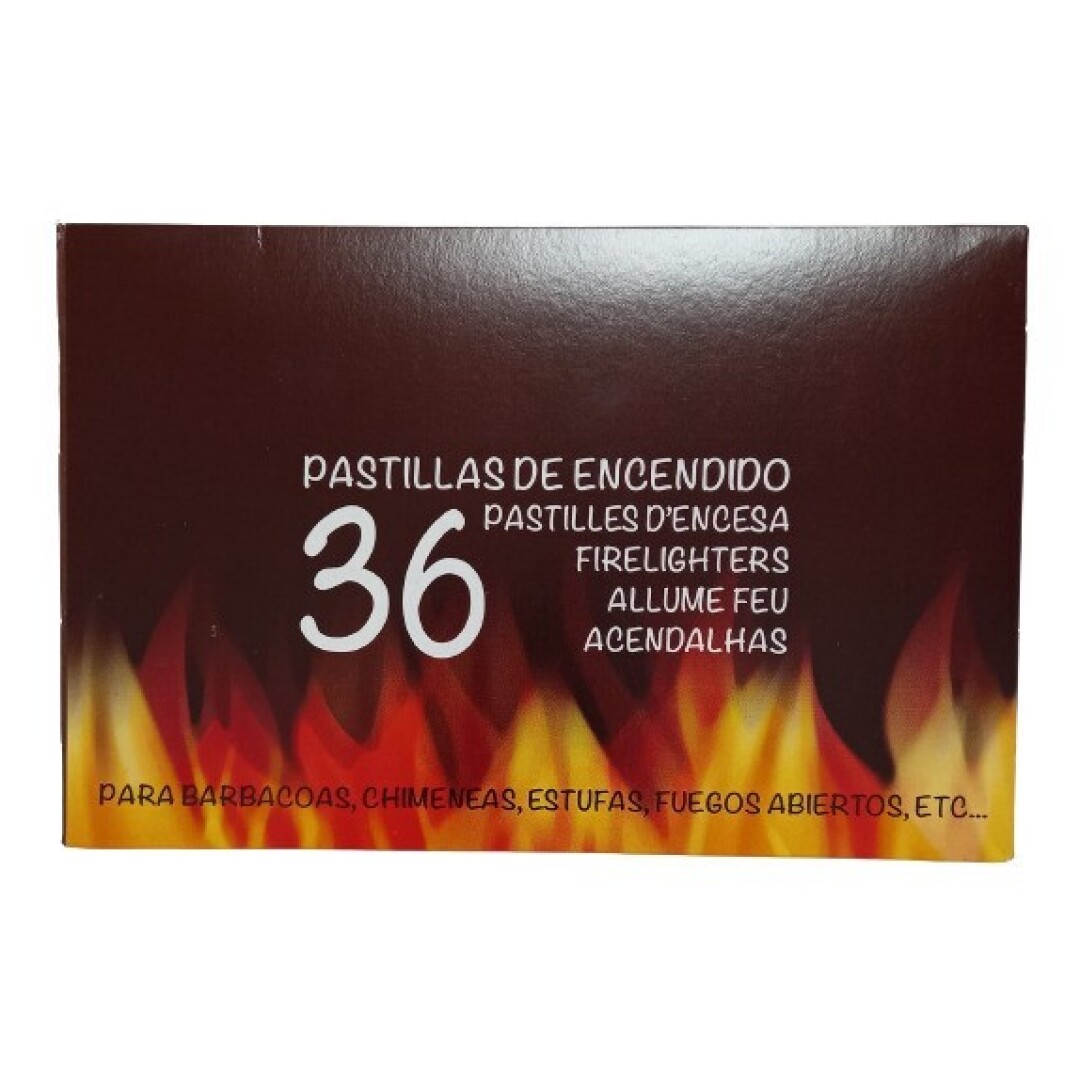 PASTILLAS DE ENCENDIDO
36
PASTILLES D'ENCESA
FIRELIGHTERS
ALLUME FEU
ACENDALHAS
PARA BARBACOAS, CHIMENEAS, ESTUFAS, FUEGOS ABIERTOS, ETC...